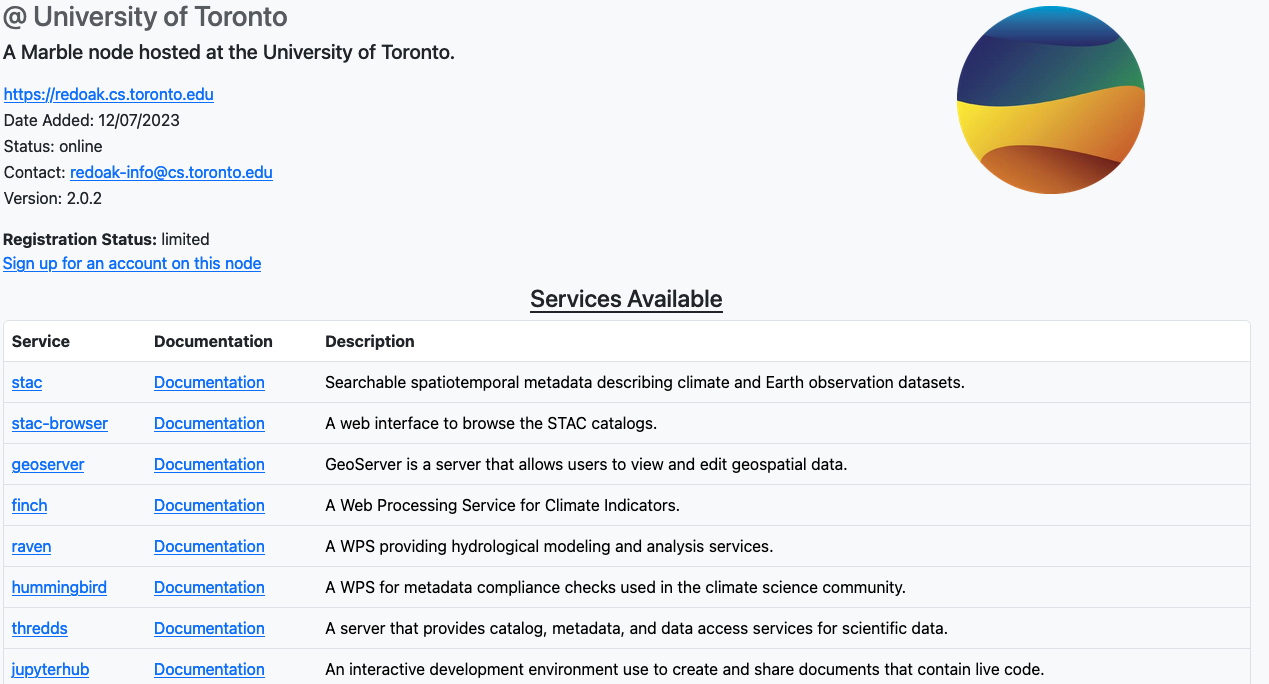 @ University of Toronto
A Marble node hosted at the University of Toronto.
https://redoak.cs.toronto.edu
Date Added: 12/07/2023
Status: online
Contact: redoak-info@cs.toronto.edu
Version: 2.0.2
Registration Status: limited
Sign up for an account on this node
Services Available
Service Documentation Description
stac Documentation Searchable spatiotemporal metadata describing climate and Earth observation datasets.
stac-browser Documentation A web interface to browse the STAC catalogs.
geoserver Documentation GeoServer is a server that allows users to view and edit geospatial data.
finch Documentation A Web Processing Service for Climate Indicators.
raven Documentation A WPS providing hydrological modeling and analysis services.
hummingbird Documentation A WPS for metadata compliance checks used in the climate science community.
thredds Documentation A server that provides catalog, metadata, and data access services for scientific data.
jupyterhub Documentation An interactive development environment use to create and share documents that contain live code.